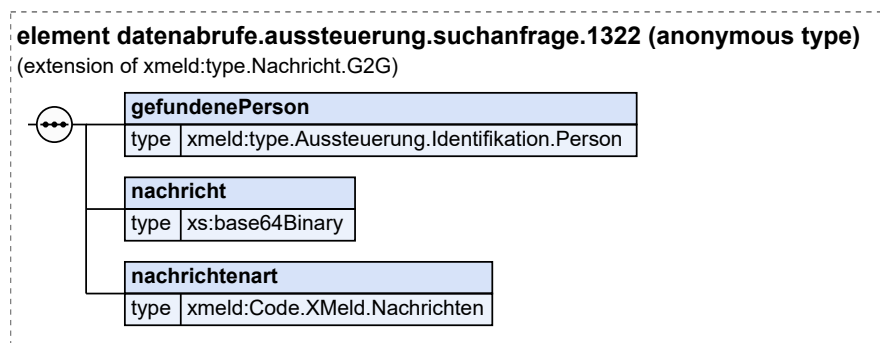 element datenabrufe.aussteuerung.suchanfrage.1322 (anonymous type)
(extension of xmeld:type.Nachricht.G2G)
gefundenePerson
type xmeld:type.Aussteuerung.Identifikation.Person
nachricht
type xs:base64Binary
nachrichtenart
type xmeld:Code.XMeld.Nachrichten